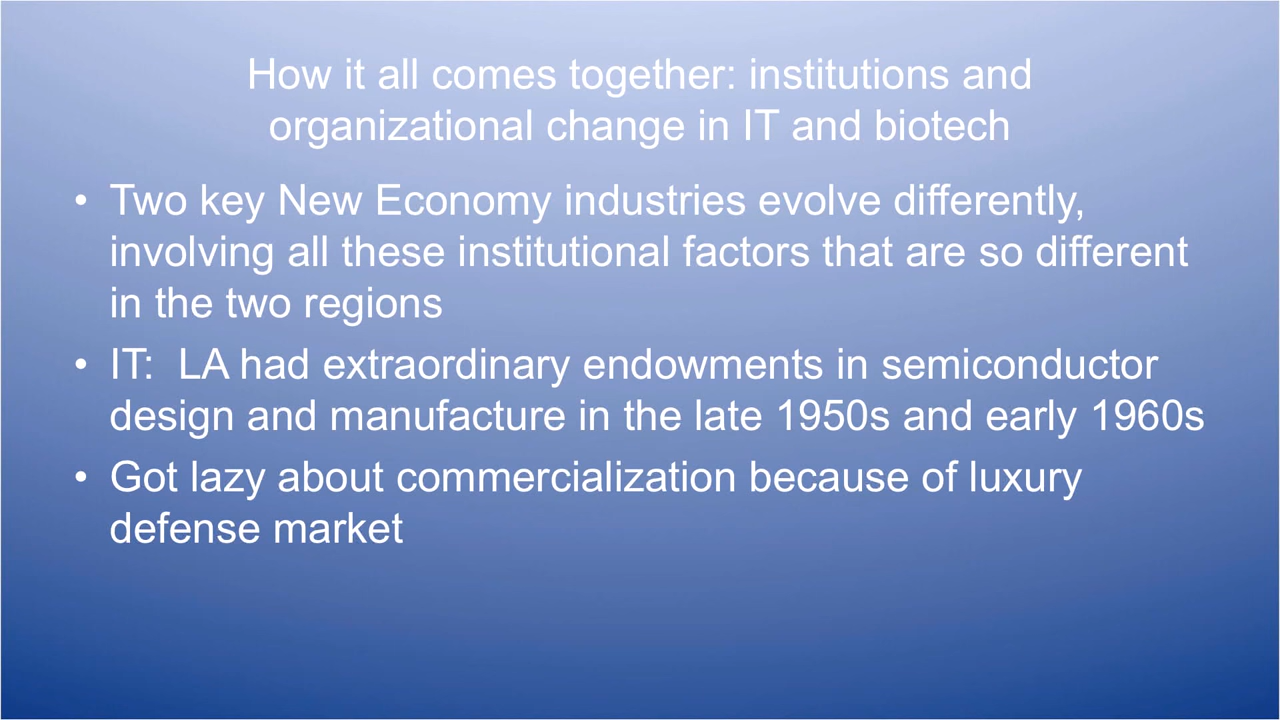 How it all comes together: institutions and
organizational change in IT and biotech
• Two key New Economy industries evolve differently,
involving all these institutional factors that are so different
in the two regions
• IT:  LA had extraordinary endowments in semiconductor
design and manufacture in the late 1950s and early 1960s
• Got lazy about commercialization because of luxury
defense market